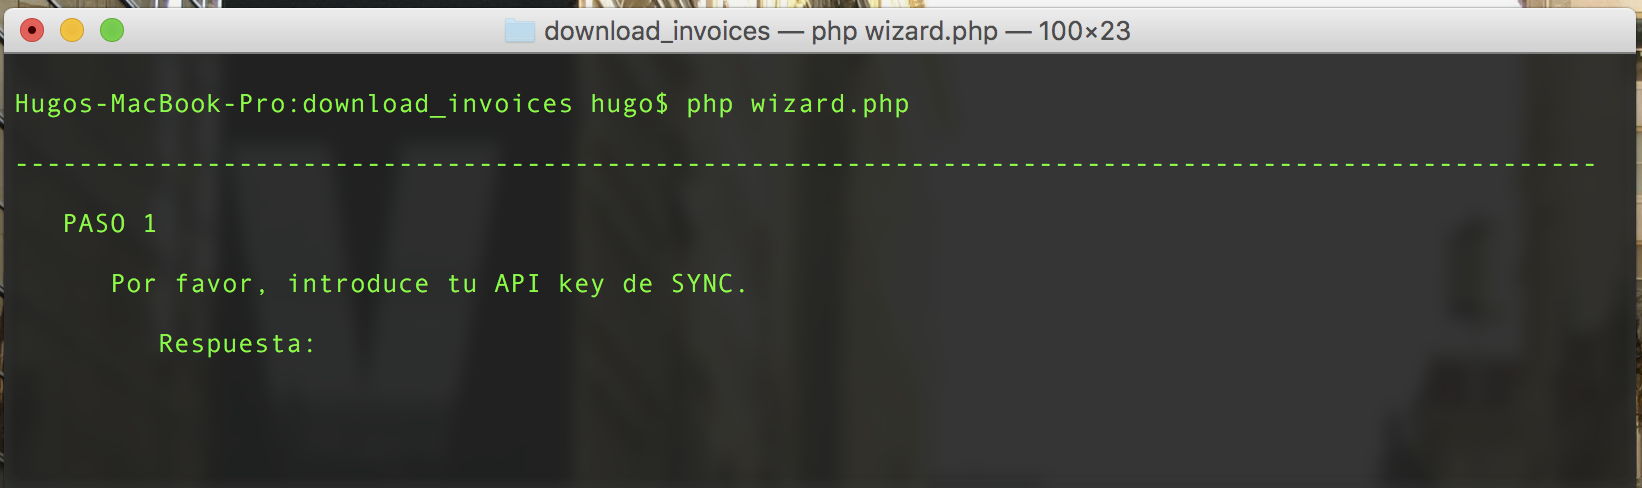 download_invoices — php wizard.php — 100×23
Hugos-MacBook-Pro:download_invoices hugo$ php wizard.php
---------------------------------------------------------------------------------------------------
PASO 1
Por favor, introduce tu API key de SYNC.
Respuesta: